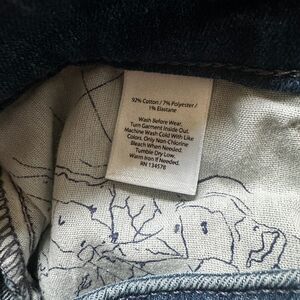 92% Cotton / 7% Polyester /
1% Elastane
Wash Before Wear.
Turn Garment Inside Out.
Machine Wash Cold With Like
Colors. Only Non Chlorine
Bleach When Needed.
Tumble Dry Low,
Warm Iron If Needed.
RN 134578